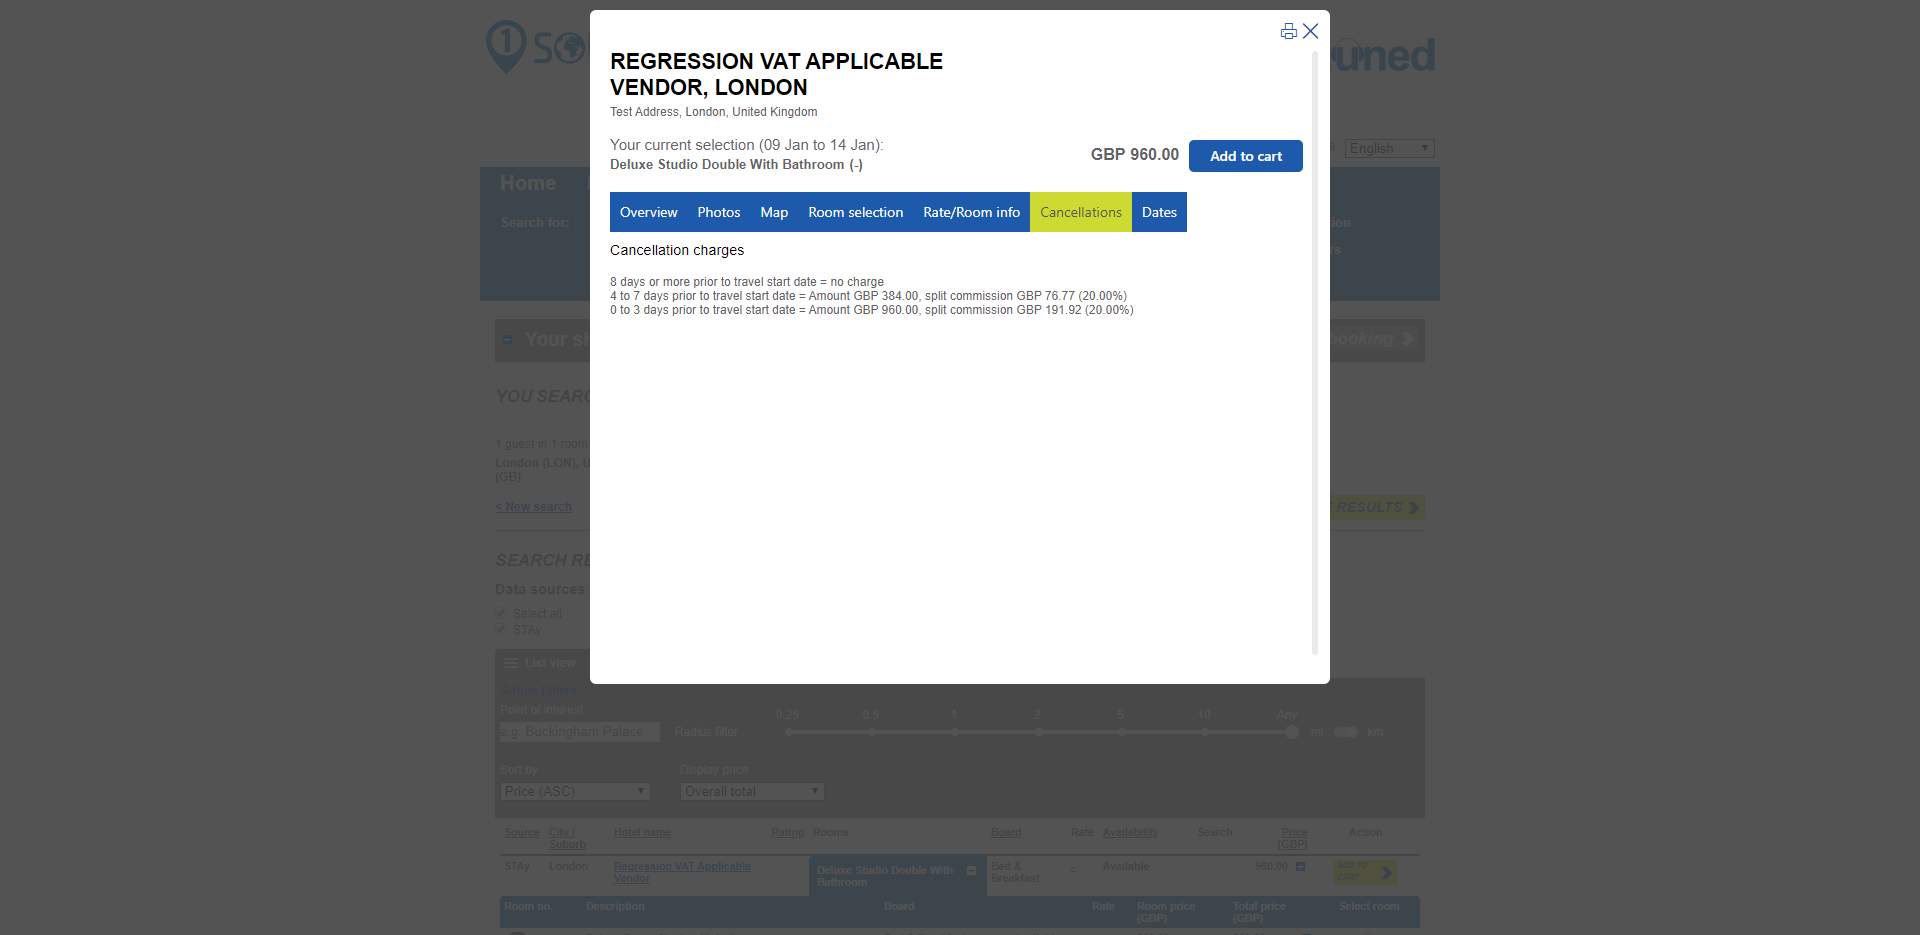 REGRESSION VAT APPLICABLE
VENDOR, LONDON
Test Address, London, United Kingdom
Your current selection (09 Jan to 14 Jan):
Deluxe Studio Double With Bathroom (-)
GBP 960.00
Add to cart
Overview Photos Map Room selection Rate/Room info Cancellations Dates
Cancellation charges
8 days or more prior to travel start date = no charge
4 to 7 days prior to travel start date = Amount GBP 384.00, split commission GBP 76.77 (20.00%)
0 to 3 days prior to travel start date = Amount GBP 960.00, split commission GBP 191.92 (20.00%)
English
Home
Search for:
booking
YOU
1 guest in 1 room
London (LON),
(GB)
< New search
RESULTS
SEARCH
Data sources
Select all
STAy
List view
Hide Filters
Point of interest
e.g. Buckingham Palace
Radius filter
0.25 0.5 1 2 5 10 Any
mi km
Sort by
Price (ASC)
Display price
Overall total
Source City / Suburb Hotel name Rating Rooms Board Rate Availability Search Price (GBP) Action
STAy London Regression VAT Applicable Vendor Deluxe Studio Double With Bathroom Bed & Breakfast - Available 960.00 ADD TO CART
Room no. Description Board Rate Room price (GBP) Total price (GBP) Select room